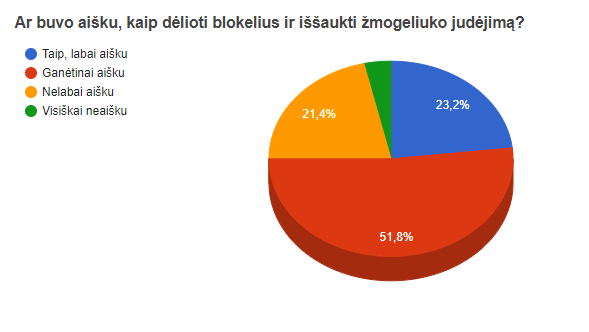 Ar buvo aišku, kaip dėlioti blokelius ir iššaukti žmogeliuko judėjimą?
Taip, labai aišku
Ganėtinai aišku
Nelabai aišku
Visiškai neaišku
23,2%
21,4%
51,8%